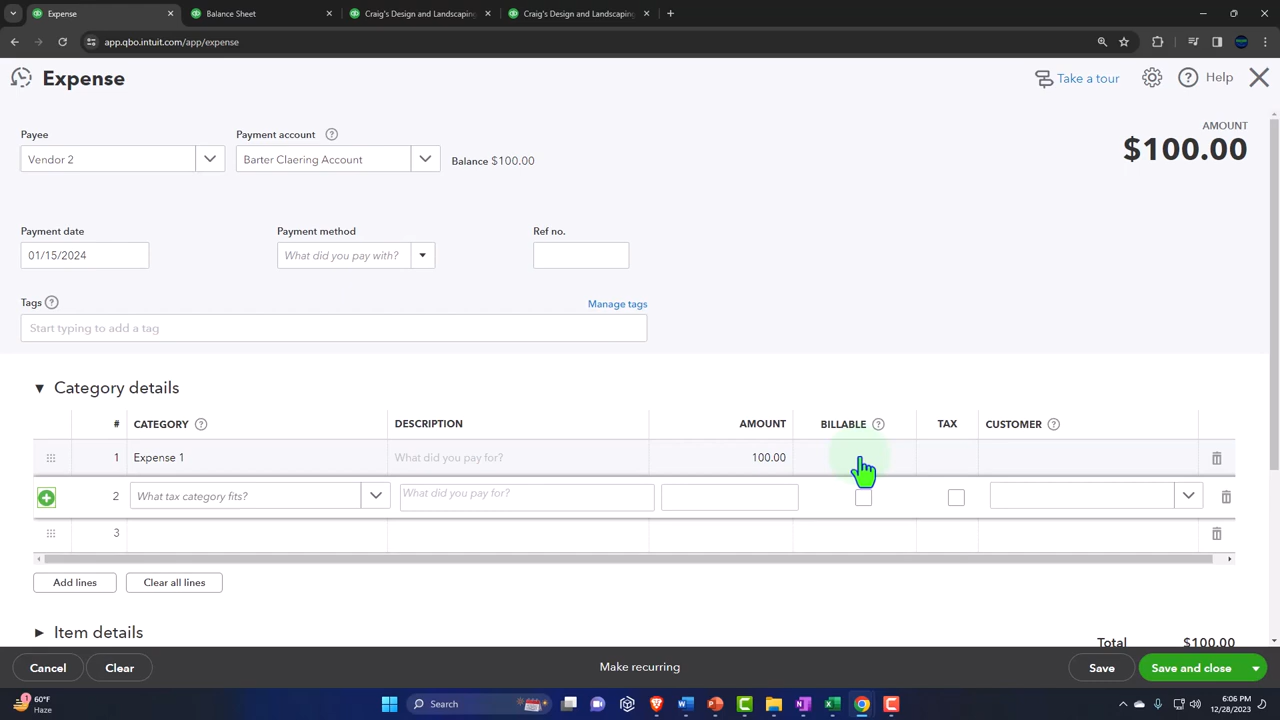 Expense
Balance Sheet
Craig's Design and Landscaping
Craig's Design and Landscaping
app.qbo.intuit.com/app/expense
Expense
Take a tour
Help
Payee
Payment account
AMOUNT
$100.00
Vendor 2
Barter Claering Account
Balance $100.00
Payment date
Payment method
Ref no.
01/15/2024
What did you pay with?
Tags
Manage tags
Start typing to add a tag
Category details
# CATEGORY DESCRIPTION AMOUNT BILLABLE TAX CUSTOMER
1 Expense 1 What did you pay for? 100.00
2 What tax category fits? What did you pay for?
3
Add lines
Clear all lines
Item details
Total $100.00
Cancel
Clear
Make recurring
Save
Save and close
1
60°F
Haze
Search
6:06 PM
12/28/2023